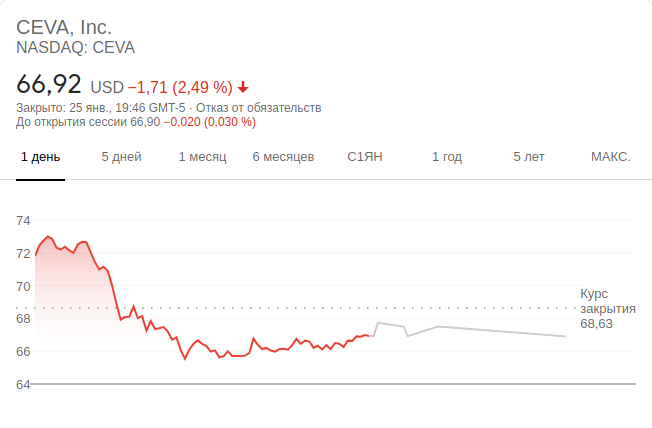 CEVA, Inc.
NASDAQ: CEVA
66,92 USD −1,71 (2,49 %)
Закрыто: 25 янв., 19:46 GMT-5 · Отказ от обязательств
До открытия сессии 66,90 −0,020 (0,030 %)
1 день 5 дней 1 месяц 6 месяцев С1ЯН 1 год 5 лет МАКС.
74
72
70
Курс
закрытия
68,63
68
66
64